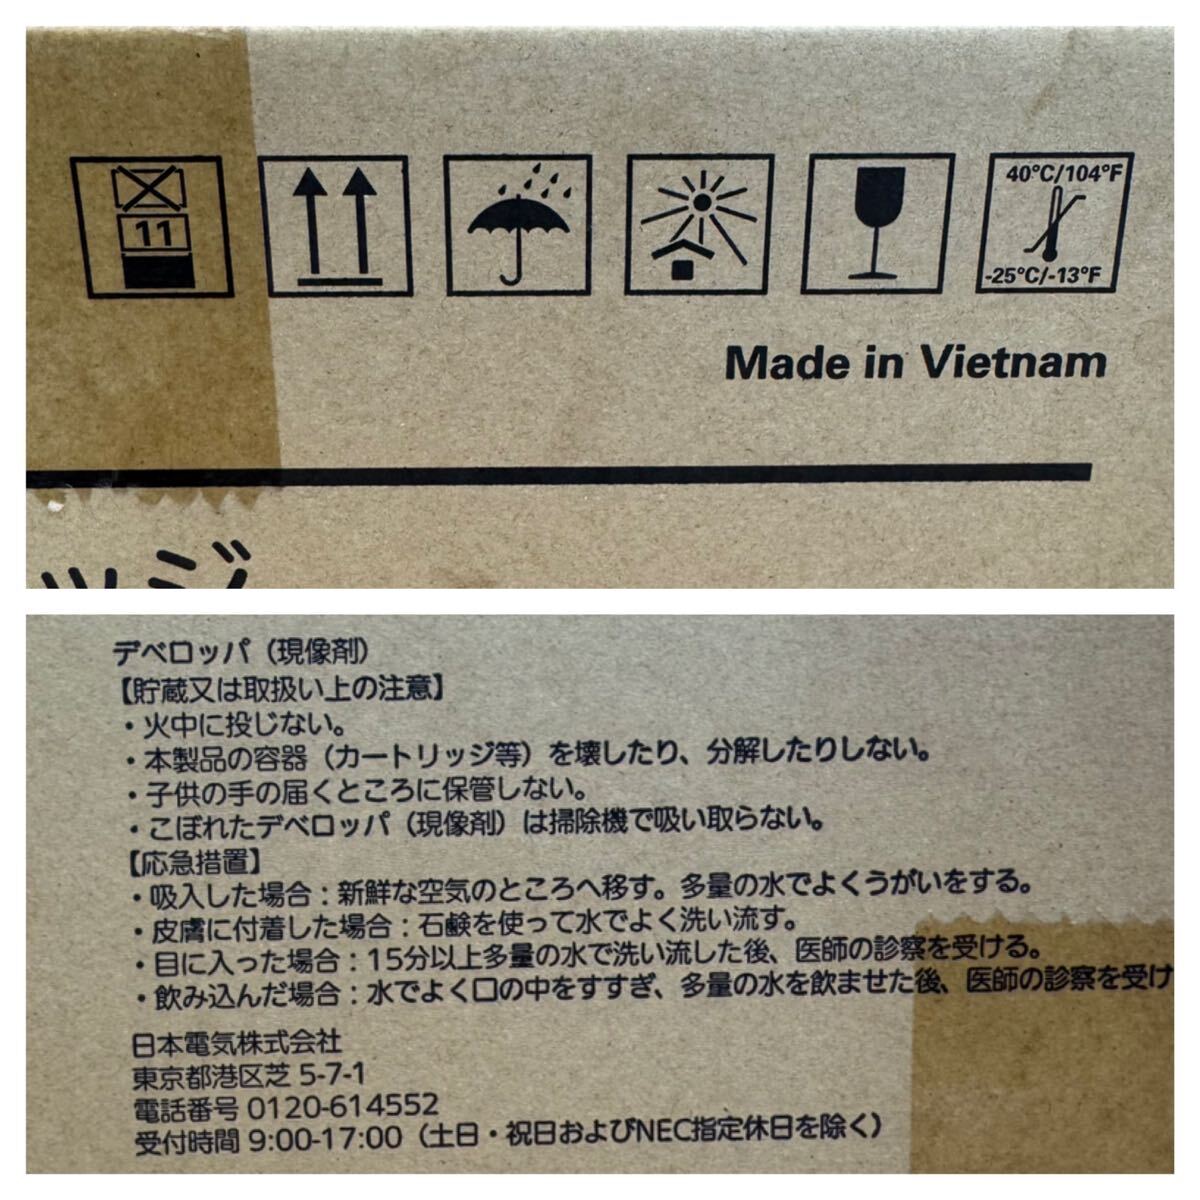 11
40°C/104°F
-25°C/-13°F
Made in Vietnam
ッジ
デベロッパ（現像剤）
【貯蔵又は取扱い上の注意】
・火中に投じない。
・本製品の容器（カートリッジ等）を壊したり、分解したりしない。
・子供の手の届くところに保管しない。
・こぼれたデベロッパ（現像剤）は掃除機で吸い取らない。
【応急措置】
・吸入した場合：新鮮な空気のところへ移す。多量の水でよくうがいをする。
・皮膚に付着した場合：石鹸を使って水でよく洗い流す。
・目に入った場合：15分以上多量の水で洗い流した後、医師の診察を受ける。
・飲み込んだ場合：水でよく口の中をすすぎ、多量の水を飲ませた後、医師の診察を受け
日本電気株式会社
東京都港区芝 5-7-1
電話番号 0120-614552
受付時間 9:00-17:00（土日・祝日およびNEC指定休日を除く）